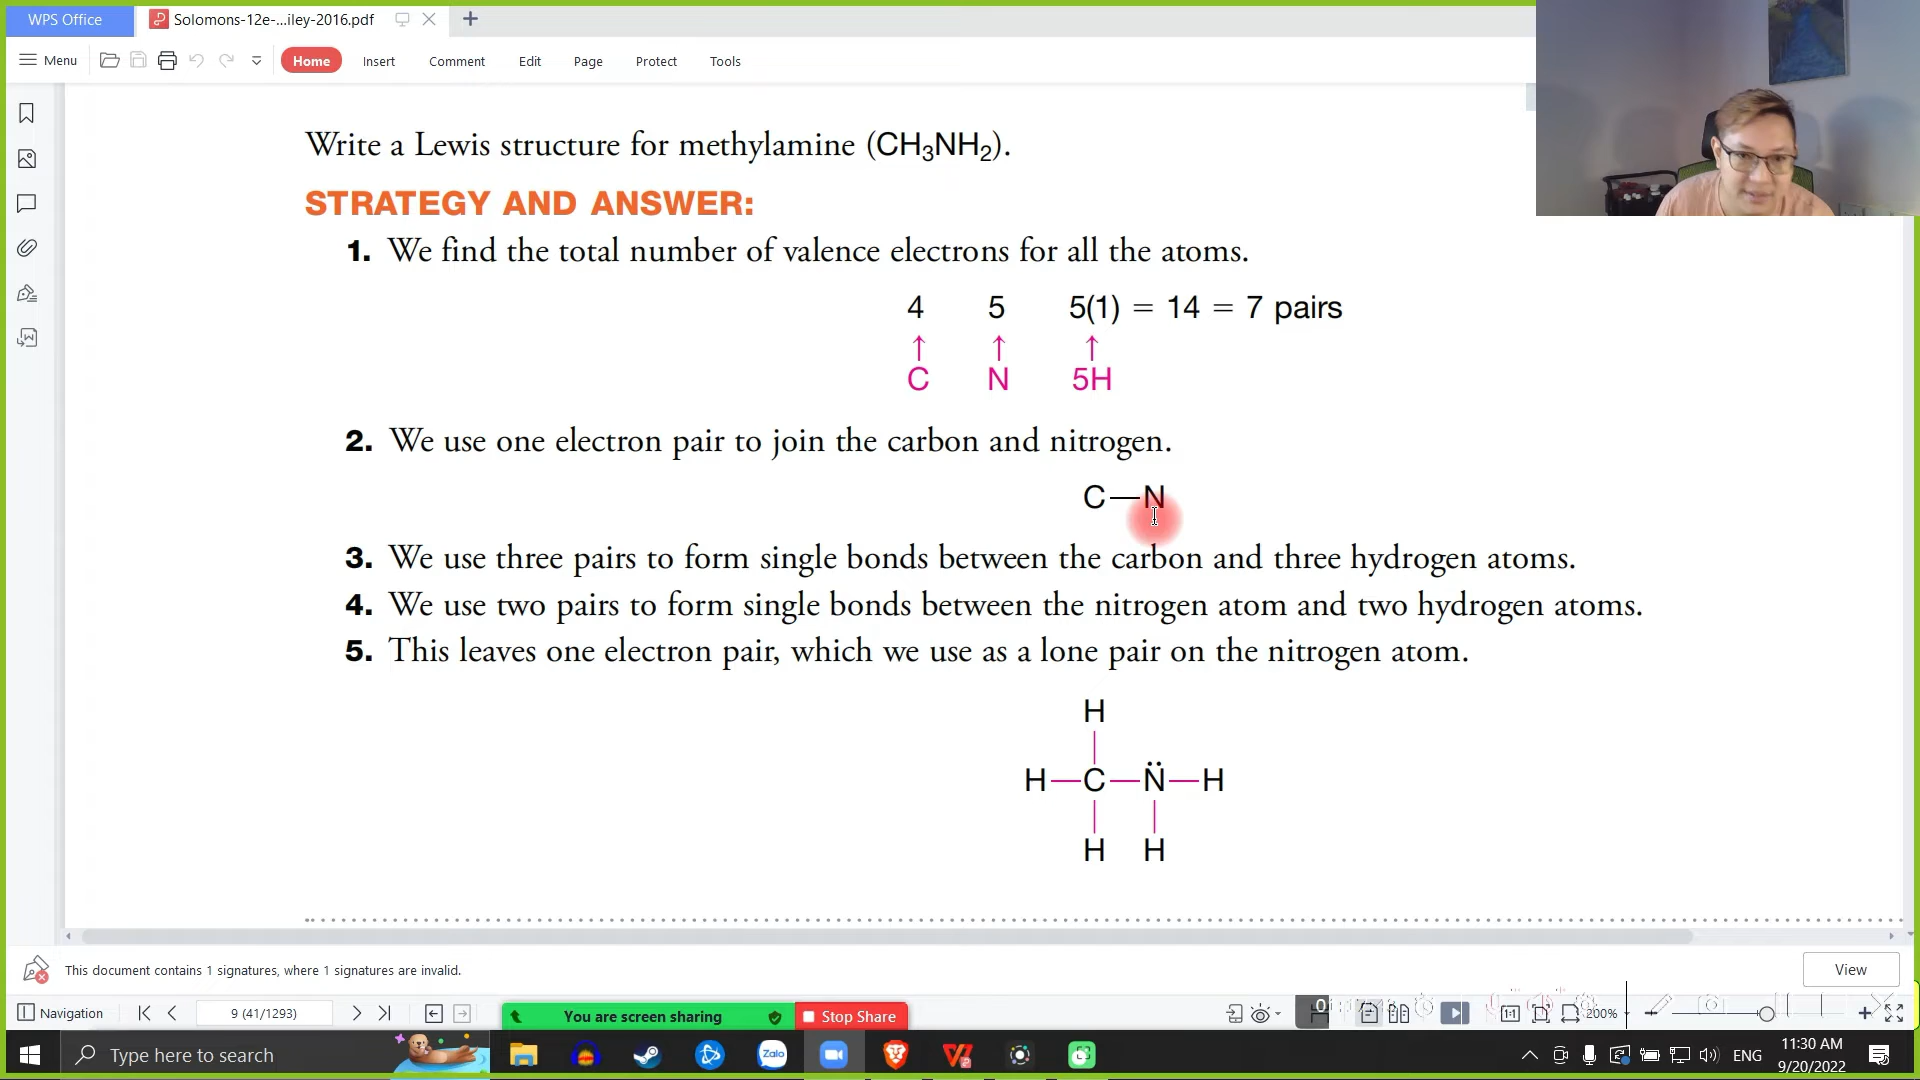 WPS Office
Solomons-12e-...iley-2016.pdf
Menu
Home Insert Comment Edit Page Protect Tools
Write a Lewis structure for methylamine (CH₃NH₂).
STRATEGY AND ANSWER:
1. We find the total number of valence electrons for all the atoms.
4 5 5(1) = 14 = 7 pairs
↑ ↑ ↑
C N 5H
2. We use one electron pair to join the carbon and nitrogen.
C—N
3. We use three pairs to form single bonds between the carbon and three hydrogen atoms.
4. We use two pairs to form single bonds between the nitrogen atom and two hydrogen atoms.
5. This leaves one electron pair, which we use as a lone pair on the nitrogen atom.
H
H—C—N̈—H
H H
This document contains 1 signatures, where 1 signatures are invalid.
View
Navigation
9 (41/1293)
You are screen sharing
Stop Share
1:1
200%
Type here to search
Zalo
ENG
11:30 AM
9/20/2022